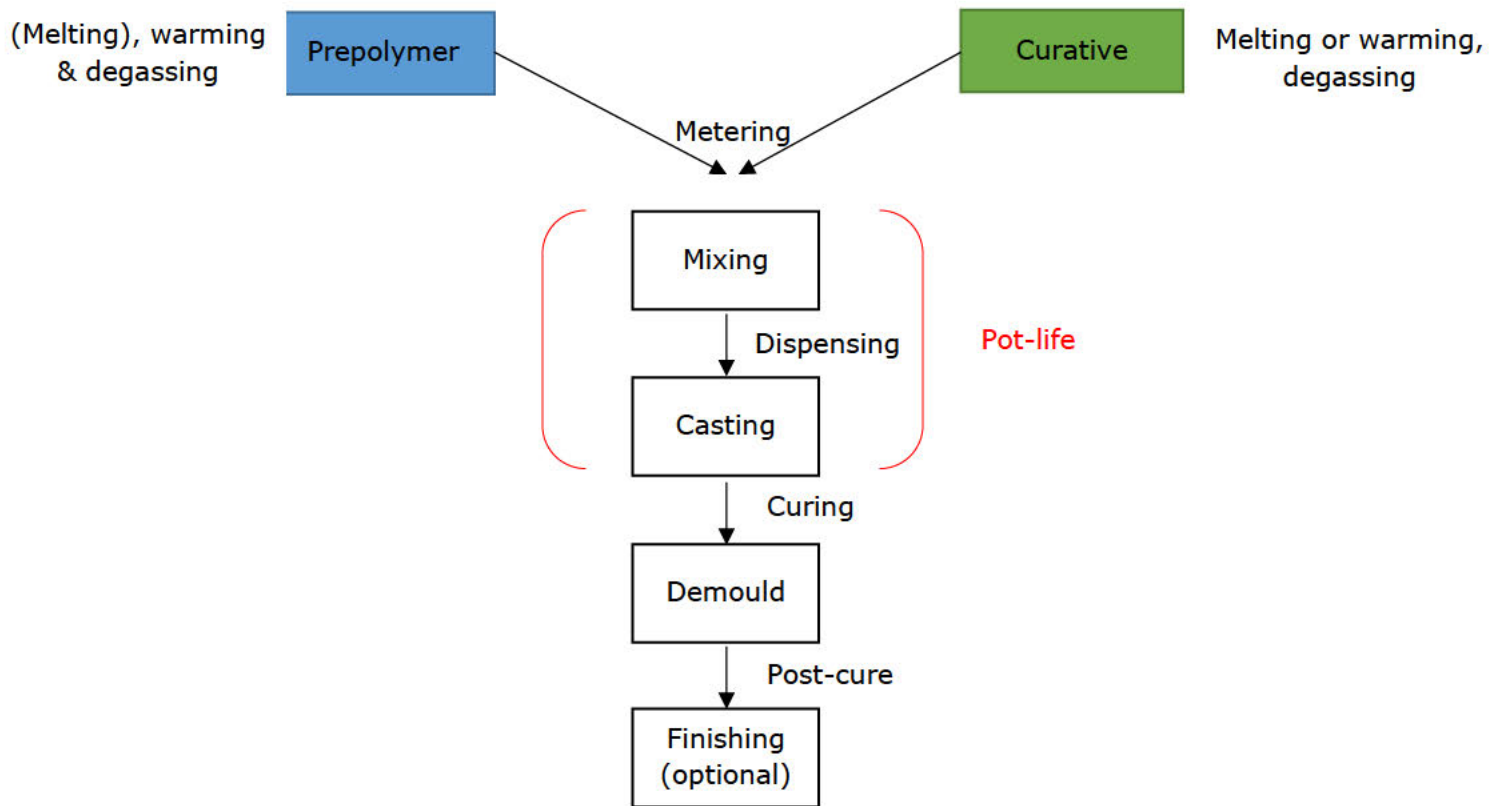 (Melting), warming
& degassing
Prepolymer
Curative
Melting or warming,
degassing
Metering
Mixing
Dispensing
Pot-life
Casting
Curing
Demould
Post-cure
Finishing
(optional)